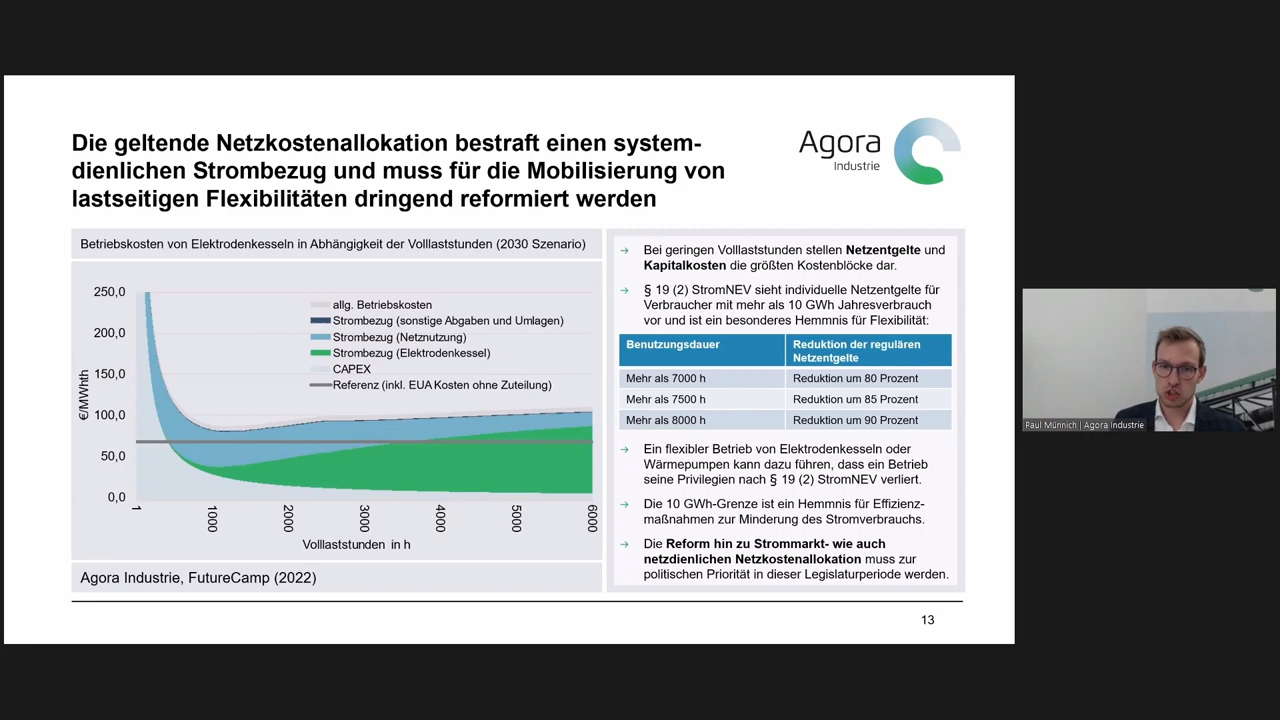 Die geltende Netzkostenallokation bestraft einen system-
dienlichen Strombezug und muss für die Mobilisierung von
lastseitigen Flexibilitäten dringend reformiert werden
Agora
Industrie
Betriebskosten von Elektrodenkesseln in Abhängigkeit der Volllaststunden (2030 Szenario)
250,0
200,0
150,0
100,0
50,0
0,0
€/MWhth
allg. Betriebskosten
Strombezug (sonstige Abgaben und Umlagen)
Strombezug (Netznutzung)
Strombezug (Elektrodenkessel)
CAPEX
Referenz (inkl. EUA Kosten ohne Zuteilung)
1
1000
2000
3000
4000
5000
6000
Volllaststunden in h
Agora Industrie, FutureCamp (2022)
→ Bei geringen Volllaststunden stellen Netzentgelte und
Kapitalkosten die größten Kostenblöcke dar.
→ § 19 (2) StromNEV sieht individuelle Netzentgelte für
Verbraucher mit mehr als 10 GWh Jahresverbrauch
vor und ist ein besonderes Hemmnis für Flexibilität:
Benutzungsdauer
Reduktion der regulären
Netzentgelte
Mehr als 7000 h
Reduktion um 80 Prozent
Mehr als 7500 h
Reduktion um 85 Prozent
Mehr als 8000 h
Reduktion um 90 Prozent
→ Ein flexibler Betrieb von Elektrodenkesseln oder
Wärmepumpen kann dazu führen, dass ein Betrieb
seine Privilegien nach § 19 (2) StromNEV verliert.
→ Die 10 GWh-Grenze ist ein Hemmnis für Effizienz-
maßnahmen zur Minderung des Stromverbrauchs.
→ Die Reform hin zu Strommarkt- wie auch
netzdienlichen Netzkostenallokation muss zur
politischen Priorität in dieser Legislaturperiode werden.
13
Paul Münnich | Agora Industrie